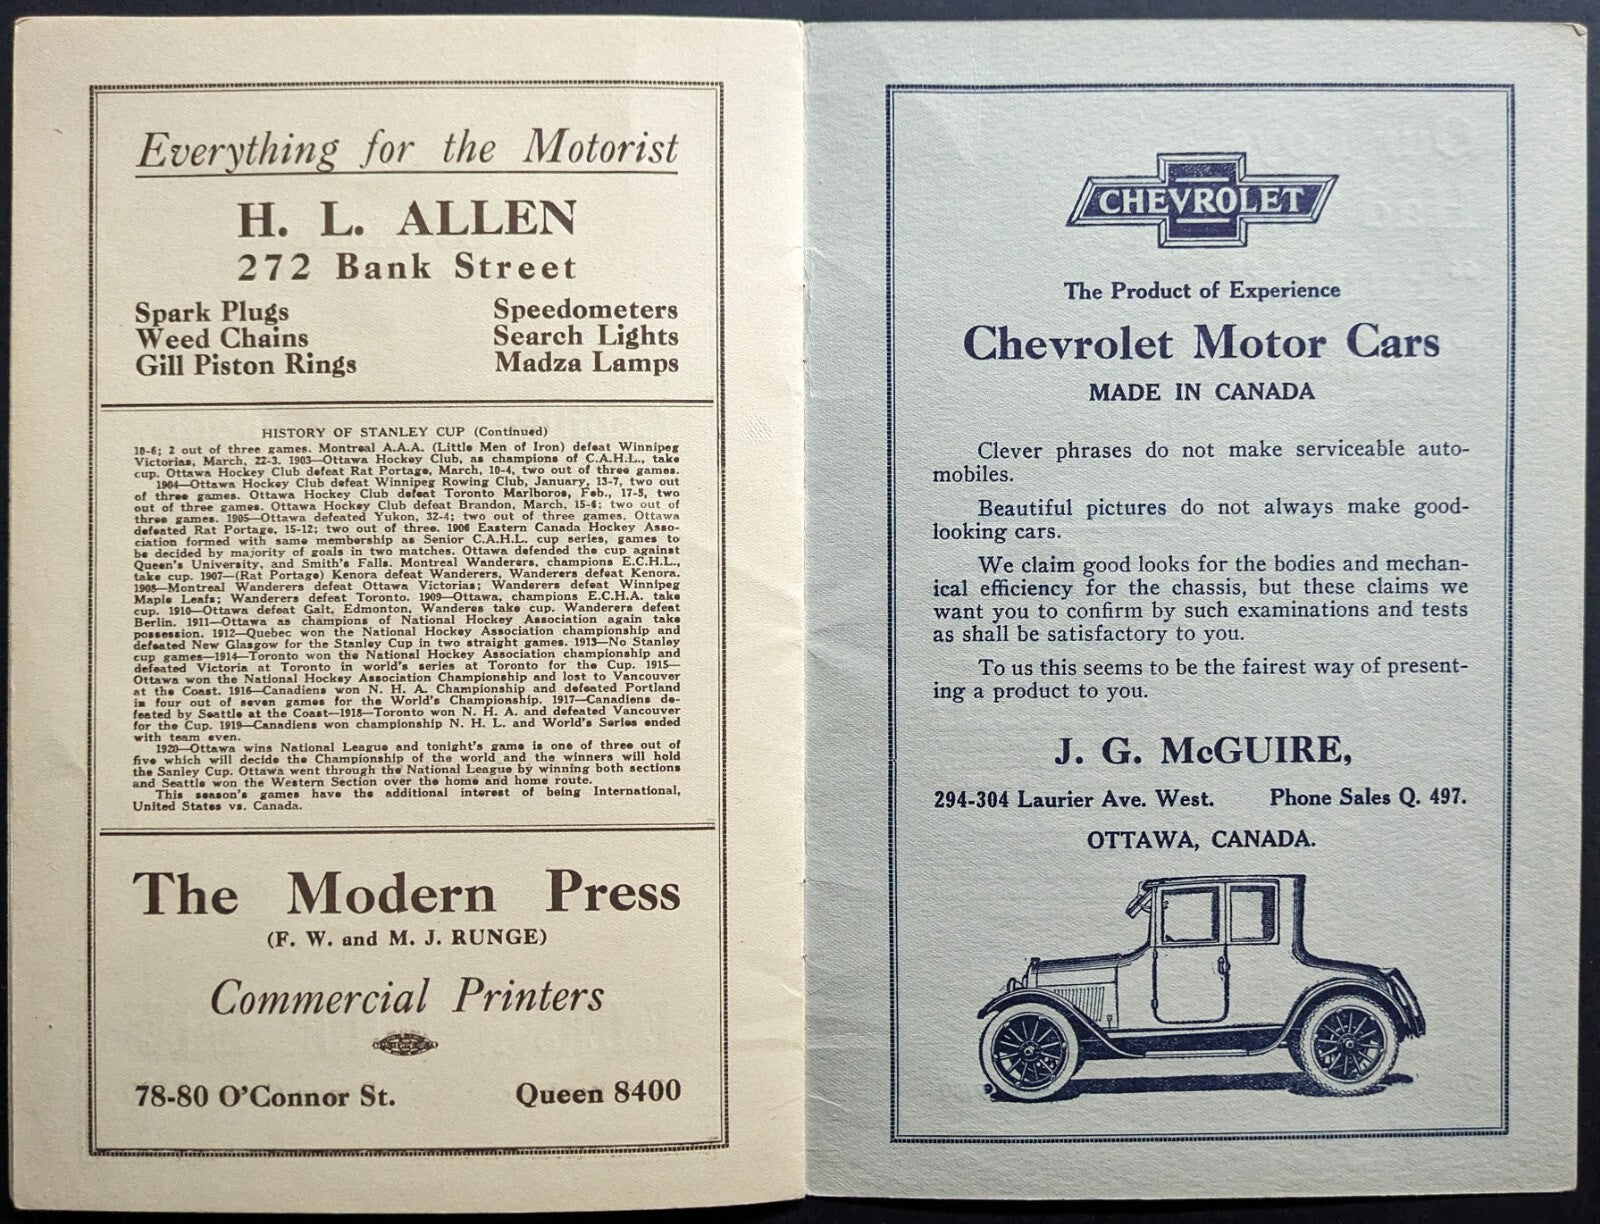 Everything for the Motorist
H. L. ALLEN
272 Bank Street
Spark Plugs
Weed Chains
Gill Piston Rings
Speedometers
Search Lights
Madza Lamps
HISTORY OF STANLEY CUP (Continued)
10-6; 2 out of three games. Montreal A.A.A. (Little Men of Iron) defeat Winnipeg
Victorias, March, 22-3. 1903—Ottawa Hockey Club, as champions of C.A.H.L., take
cup. Ottawa Hockey Club defeat Rat Portage, March, 10-4, two out of three games.
1904—Ottawa Hockey Club defeat Winnipeg Rowing Club, January, 13-7, two out
of three games. Ottawa Hockey Club defeat Toronto Marlboros, Feb., 17-5, two
out of three games. Ottawa Hockey Club defeat Brandon, March, 15-6; two out of
three games. 1905—Ottawa defeated Yukon, 32-4; two out of three games, Ottawa
defeated Rat Portage, 15-12; two out of three. 1906 Eastern Canada Hockey Asso-
ciation formed with same membership as Senior C.A.H.L. cup series, games to
be decided by majority of goals in two matches. Ottawa defended the cup against
Queen's University, and Smith's Falls. Montreal Wanderers, champions E.C.H.L.,
take cup. 1907—(Rat Portage) Kenora defeat Wanderers, Wanderers defeat Kenora.
1908—Montreal Wanderers defeat Ottawa Victorias; Wanderers defeat Winnipeg
Maple Leafs; Wanderers defeat Toronto. 1909—Ottawa, champions E.C.H.A. take
cup. 1910—Ottawa defeat Galt, Edmonton, Wanderes take cup. Wanderers defeat
Berlin. 1911—Ottawa as champions of National Hockey Association again take
possession. 1912—Quebec won the National Hockey Association championship and
defeated New Glasgow for the Stanley Cup in two straight games. 1913—No Stanley
cup games—1914—Toronto won the National Hockey Association championship and
defeated Victoria at Toronto in world's series at Toronto for the Cup. 1915—
Ottawa won the National Hockey Association Championship and lost to Vancouver
at the Coast. 1916—Canadiens won N. H. A. Championship and defeated Portland
in four out of seven games for the World's Championship. 1917—Canadiens de-
feated by Seattle at the Coast—1918—Toronto won N. H. A. and defeated Vancouver
for the Cup. 1919—Canadiens won championship N. H. L. and World's Series ended
with team even.
1920—Ottawa wins National League and tonight's game is one of three out of
five which will decide the Championship of the world and the winners will hold
the Sanley Cup. Ottawa went through the National League by winning both sections
and Seattle won the Western Section over the home and home route.
This season's games have the additional interest of being International,
United States vs. Canada.
The Modern Press
(F. W. and M. J. RUNGE)
Commercial Printers
78-80 O'Connor St. Queen 8400
CHEVROLET
The Product of Experience
Chevrolet Motor Cars
MADE IN CANADA
Clever phrases do not make serviceable auto-
mobiles.
Beautiful pictures do not always make good-
looking cars.
We claim good looks for the bodies and mechan-
ical efficiency for the chassis, but these claims we
want you to confirm by such examinations and tests
as shall be satisfactory to you.
To us this seems to be the fairest way of present-
ing a product to you.
J. G. McGUIRE,
294-304 Laurier Ave. West. Phone Sales Q. 497.
OTTAWA, CANADA.